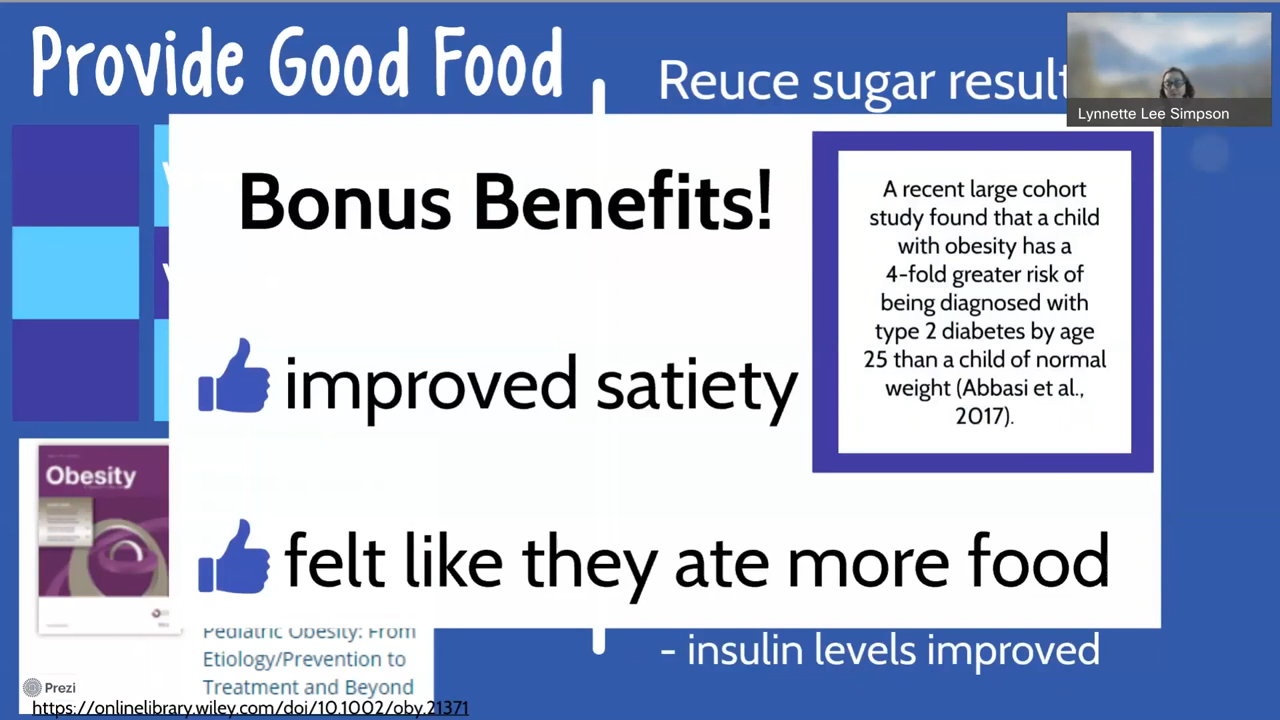 Provide Good Food
Reuce sugar result
Lynnette Lee Simpson
Bonus Benefits!
improved satiety
felt like they ate more food
A recent large cohort
study found that a child
with obesity has a
4-fold greater risk of
being diagnosed with
type 2 diabetes by age
25 than a child of normal
weight (Abbasi et al.,
2017).
Obesity
Pediatric Obesity: From
Etiology/Prevention to
Treatment and Beyond
- insulin levels improved
Prezi
https://onlinelibrary.wiley.com/doi/10.1002/oby.21371